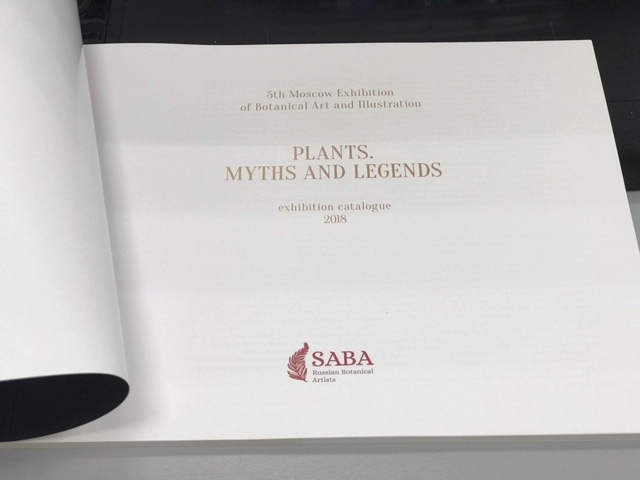 5th Moscow Exhibition
of Botanical Art and Illustration
PLANTS.
MYTHS AND LEGENDS
exhibition catalogue
2018
SABA
Russian Botanical
Artists